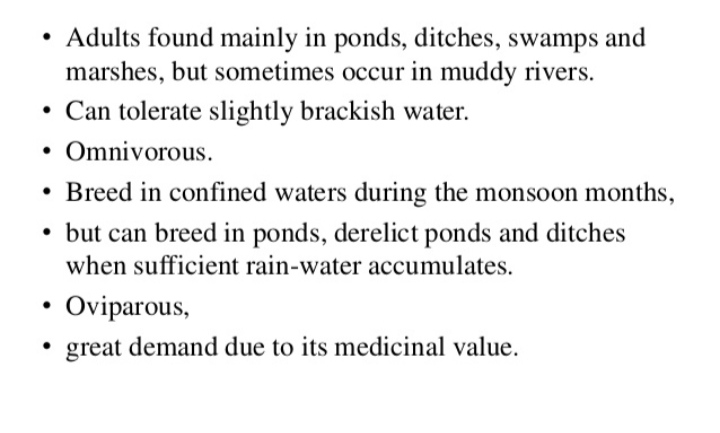 • Adults found mainly in ponds, ditches, swamps and
marshes, but sometimes occur in muddy rivers.
• Can tolerate slightly brackish water.
• Omnivorous.
• Breed in confined waters during the monsoon months,
• but can breed in ponds, derelict ponds and ditches
when sufficient rain-water accumulates.
• Oviparous,
• great demand due to its medicinal value.